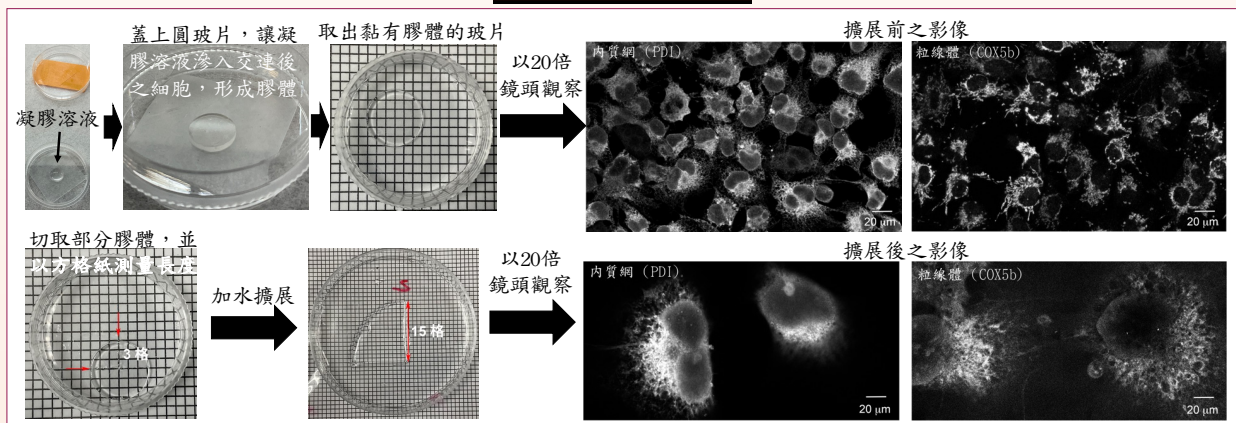 蓋上圓玻片，讓凝
膠溶液滲入交連後
之細胞，形成膠體
取出黏有膠體的玻片
以20倍
鏡頭觀察
擴展前之影像
內質網 (PDI)
粒線體 (COX5b)
凝膠溶液
20 μm
20 μm
切取部分膠體，並
以方格紙測量長度
3 格
加水擴展
15 格
以20倍
鏡頭觀察
擴展後之影像
內質網 (PDI)
粒線體 (COX5b)
20 μm
20 μm